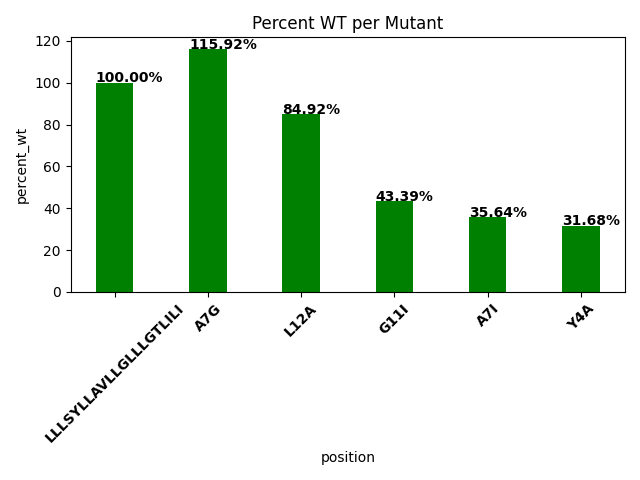 Percent WT per Mutant
percent_wt
120
100
80
60
40
20
0
100.00%
115.92%
84.92%
43.39%
35.64%
31.68%
LLLSYLLAVLLGLLLGTLILI
A7G
L12A
G11I
A7I
Y4A
position